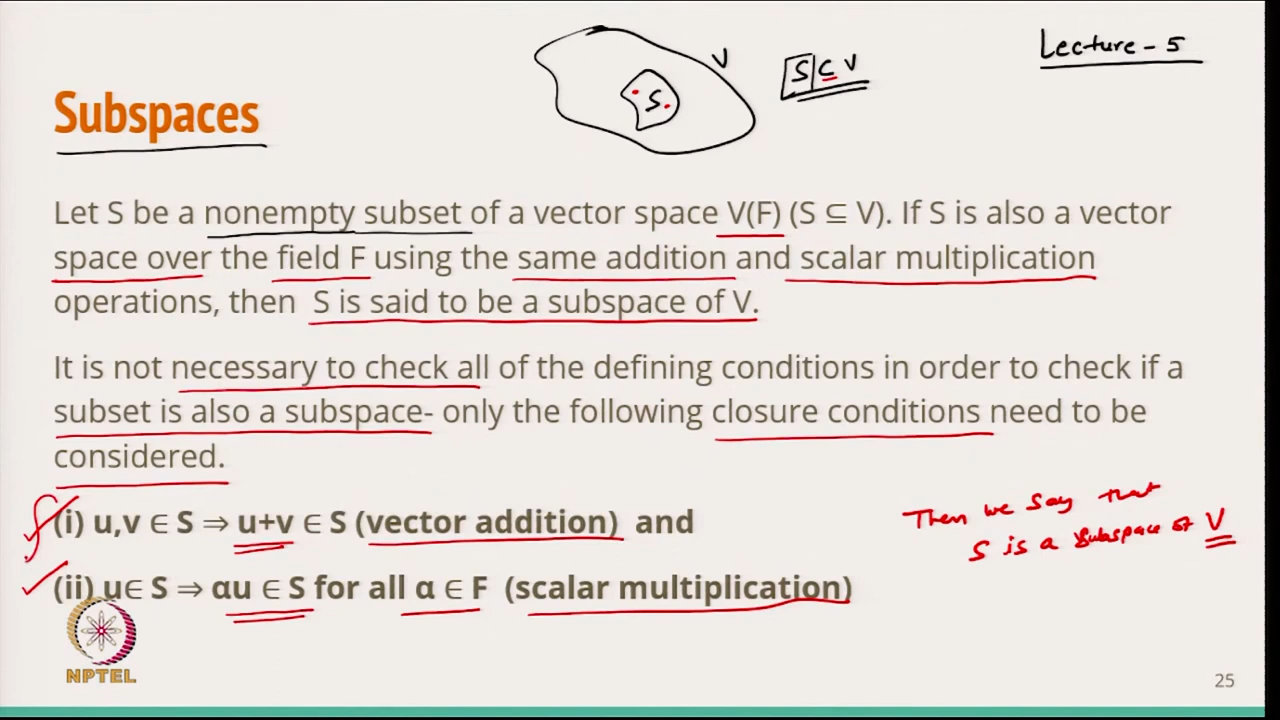 Lecture - 5
V
S ⊆ V
S
Subspaces
Let S be a nonempty subset of a vector space V(F) (S ⊆ V). If S is also a vector
space over the field F using the same addition and scalar multiplication
operations, then S is said to be a subspace of V.
It is not necessary to check all of the defining conditions in order to check if a
subset is also a subspace- only the following closure conditions need to be
considered.
(i) u,v ∈ S ⇒ u+v ∈ S (vector addition) and
Then we say that
S is a subspace of V
(ii) u∈ S ⇒ αu ∈ S for all α ∈ F (scalar multiplication)
NPTEL
25